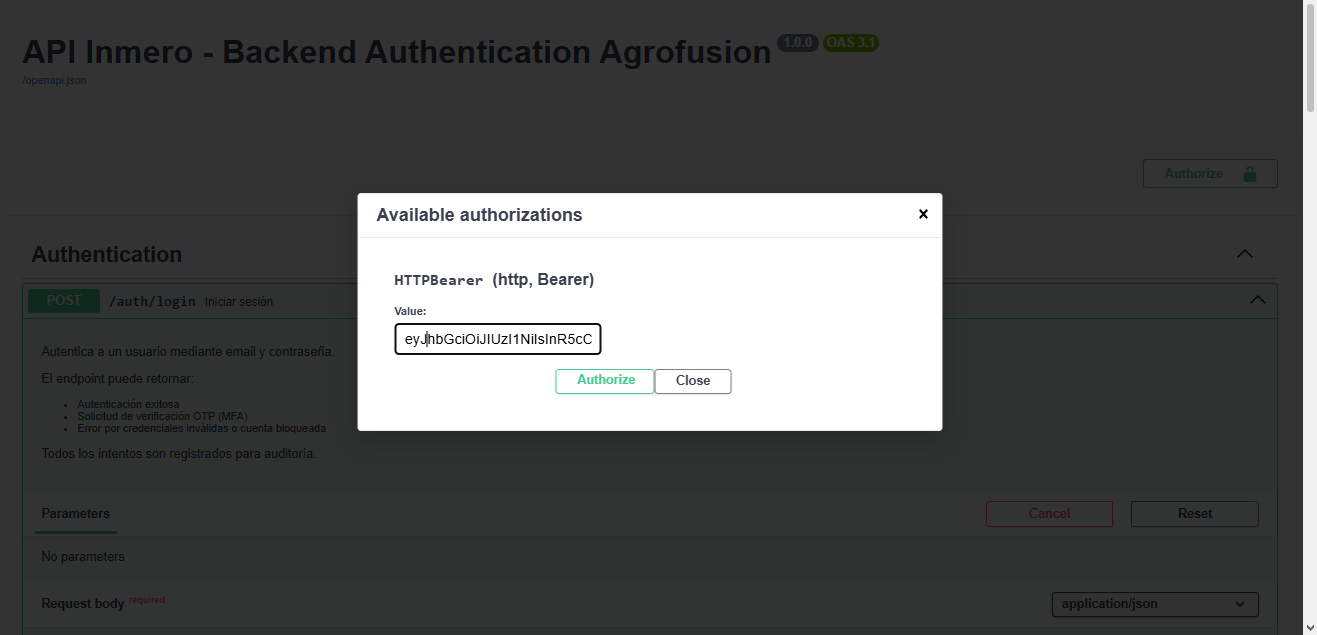 API Inmero - Backend Authentication Agrofusion 1.0.0 OAS 3.1
/openapi.json
Authorize
Available authorizations
HTTPBearer (http, Bearer)
Value:
eyJhbGciOiJIUzI1NiIsInR5cC
Authorize Close
Authentication
POST /auth/login Iniciar sesión
Autentica a un usuario mediante email y contraseña.
El endpoint puede retornar:
Autenticación exitosa
Solicitud de verificación OTP (MFA)
Error por credenciales inválidas o cuenta bloqueada
Todos los intentos son registrados para auditoría.
Parameters Cancel Reset
No parameters
Request body required application/json